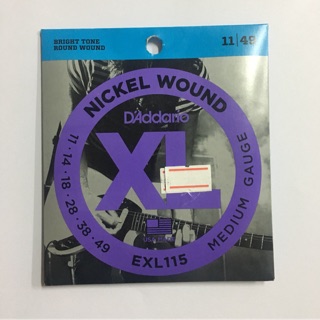 BRIGHT TONE
ROUND WOUND
11|49
NICKEL WOUND
D'Addario
XL
11·14·18·28·38·49
MEDIUM GAUGE
EXL115